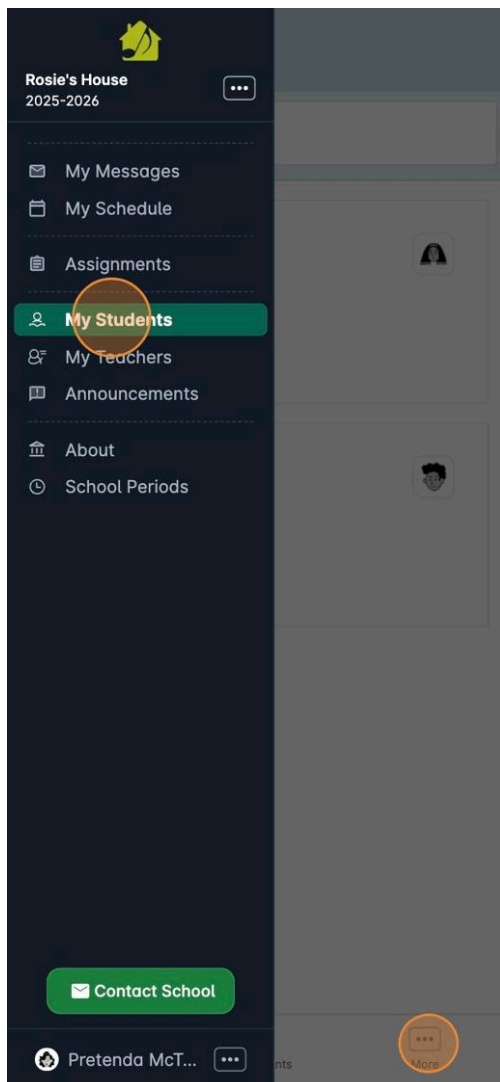 Rosie's House
2025-2026
My Messages
My Schedule
Assignments
My Students
My Teachers
Announcements
About
School Periods
Contact School
Pretenda McT...
nts
More